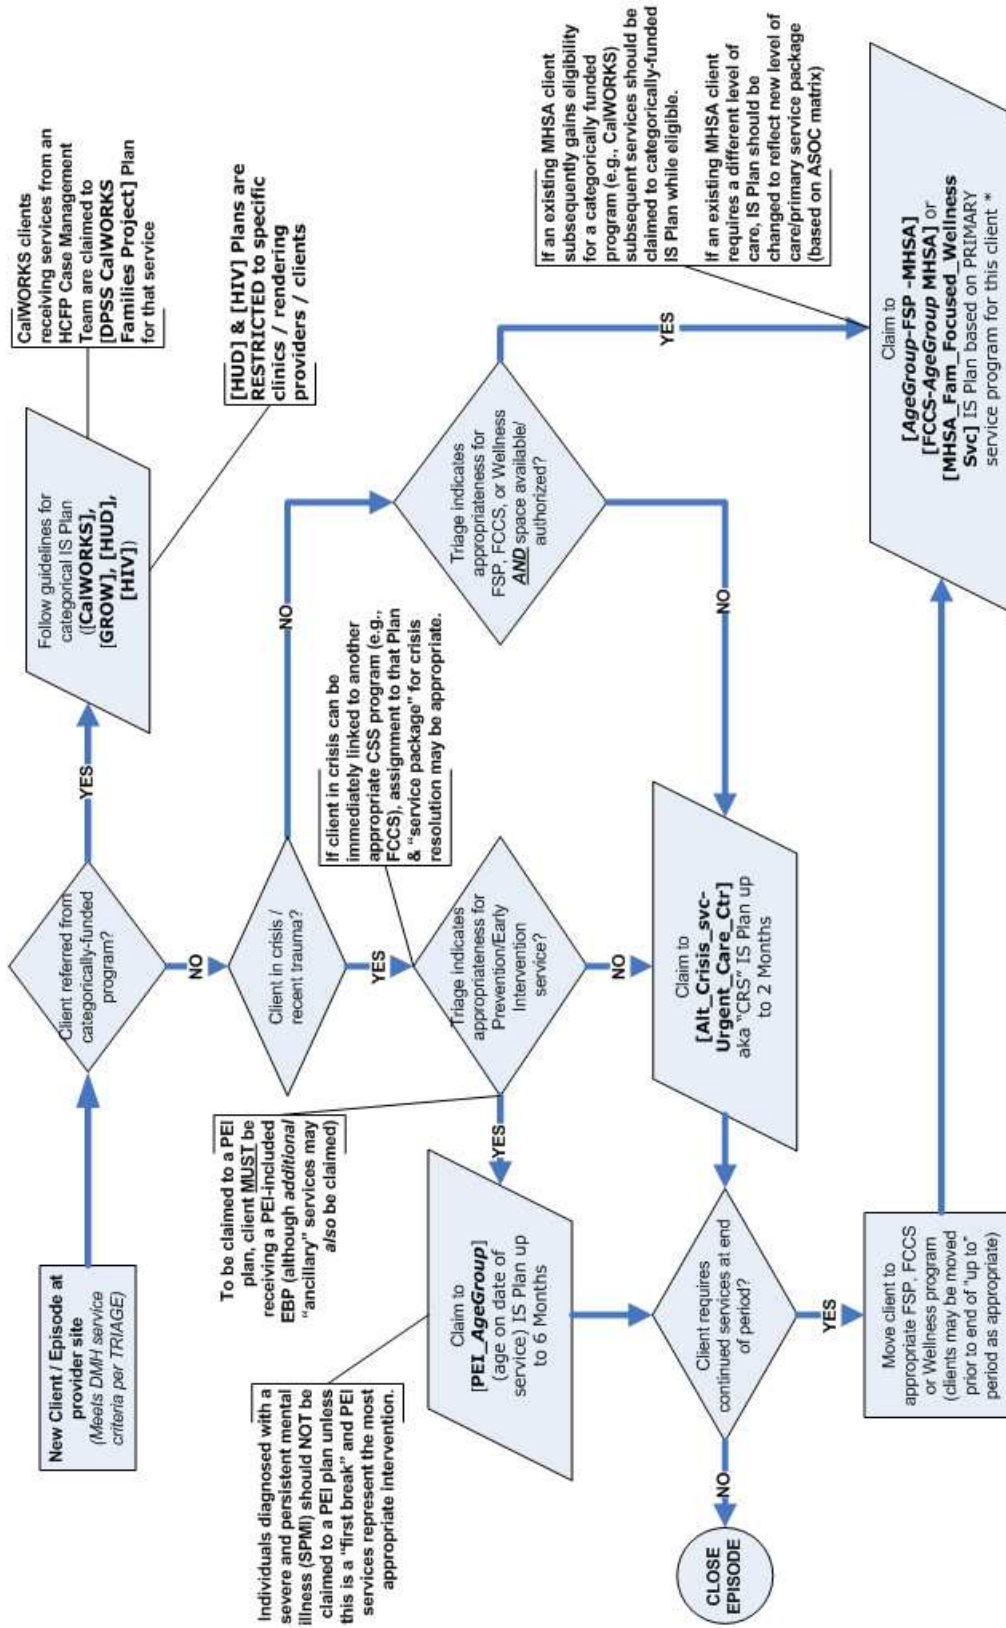 New Client / Episode at
provider site
(Meets DMH service
criteria per TRIAGE)
Client referred from
categorically-funded
program?
YES
Follow guidelines for
categorical IS Plan
([CalWORKS],
[GROW], [HUD],
[HIV])
CalWORKS clients
receiving services from an
HCFP Case Management
Team are claimed to
[DPSS CalWORKS
Families Project] Plan
for that service
[HUD] & [HIV] Plans are
RESTRICTED to specific
clinics / rendering
providers / clients
NO
Client in crisis /
recent trauma?
NO
YES
If client in crisis can be
immediately linked to another
appropriate CSS program (e.g.,
FCCS), assignment to that Plan
& "service package" for crisis
resolution may be appropriate.
To be claimed to a PEI
plan, client MUST be
receiving a PEI-included
EBP (although additional
"ancillary" services may
also be claimed)
Triage indicates
appropriateness for
Prevention/Early
Intervention
service?
YES
NO
Triage indicates
appropriateness for
FSP, FCCS, or Wellness
AND space available/
authorized?
YES
NO
If an existing MHSA client
subsequently gains eligibility
for a categorically funded
program (e.g., CalWORKS)
subsequent services should be
claimed to categorically-funded
IS Plan while eligible.
If an existing MHSA client
requires a different level of
care, IS Plan should be
changed to reflect new level of
care/primary service package
(based on ASOC matrix)
Individuals diagnosed with a
severe and persistent mental
illness (SPMI) should NOT be
claimed to a PEI plan unless
this is a "first break" and PEI
services represent the most
appropriate intervention.
Claim to
[PEI_AgeGroup]
(age on date of
service) IS Plan up
to 6 Months
Claim to
[Alt_Crisis_svc-
Urgent_Care_Ctr]
aka "CRS" IS Plan up
to 2 Months
Client requires
continued services at end
of period?
NO
CLOSE
EPISODE
YES
Move client to
appropriate FSP, FCCS
or Wellness program
(clients may be moved
prior to end of "up to"
period as appropriate)
Claim to
[AgeGroup-FSP -MHSA]
[FCCS-AgeGroup MHSA] or
[MHSA_Fam_Focused_Wellness
Svc] IS Plan based on PRIMARY
service program for this client *